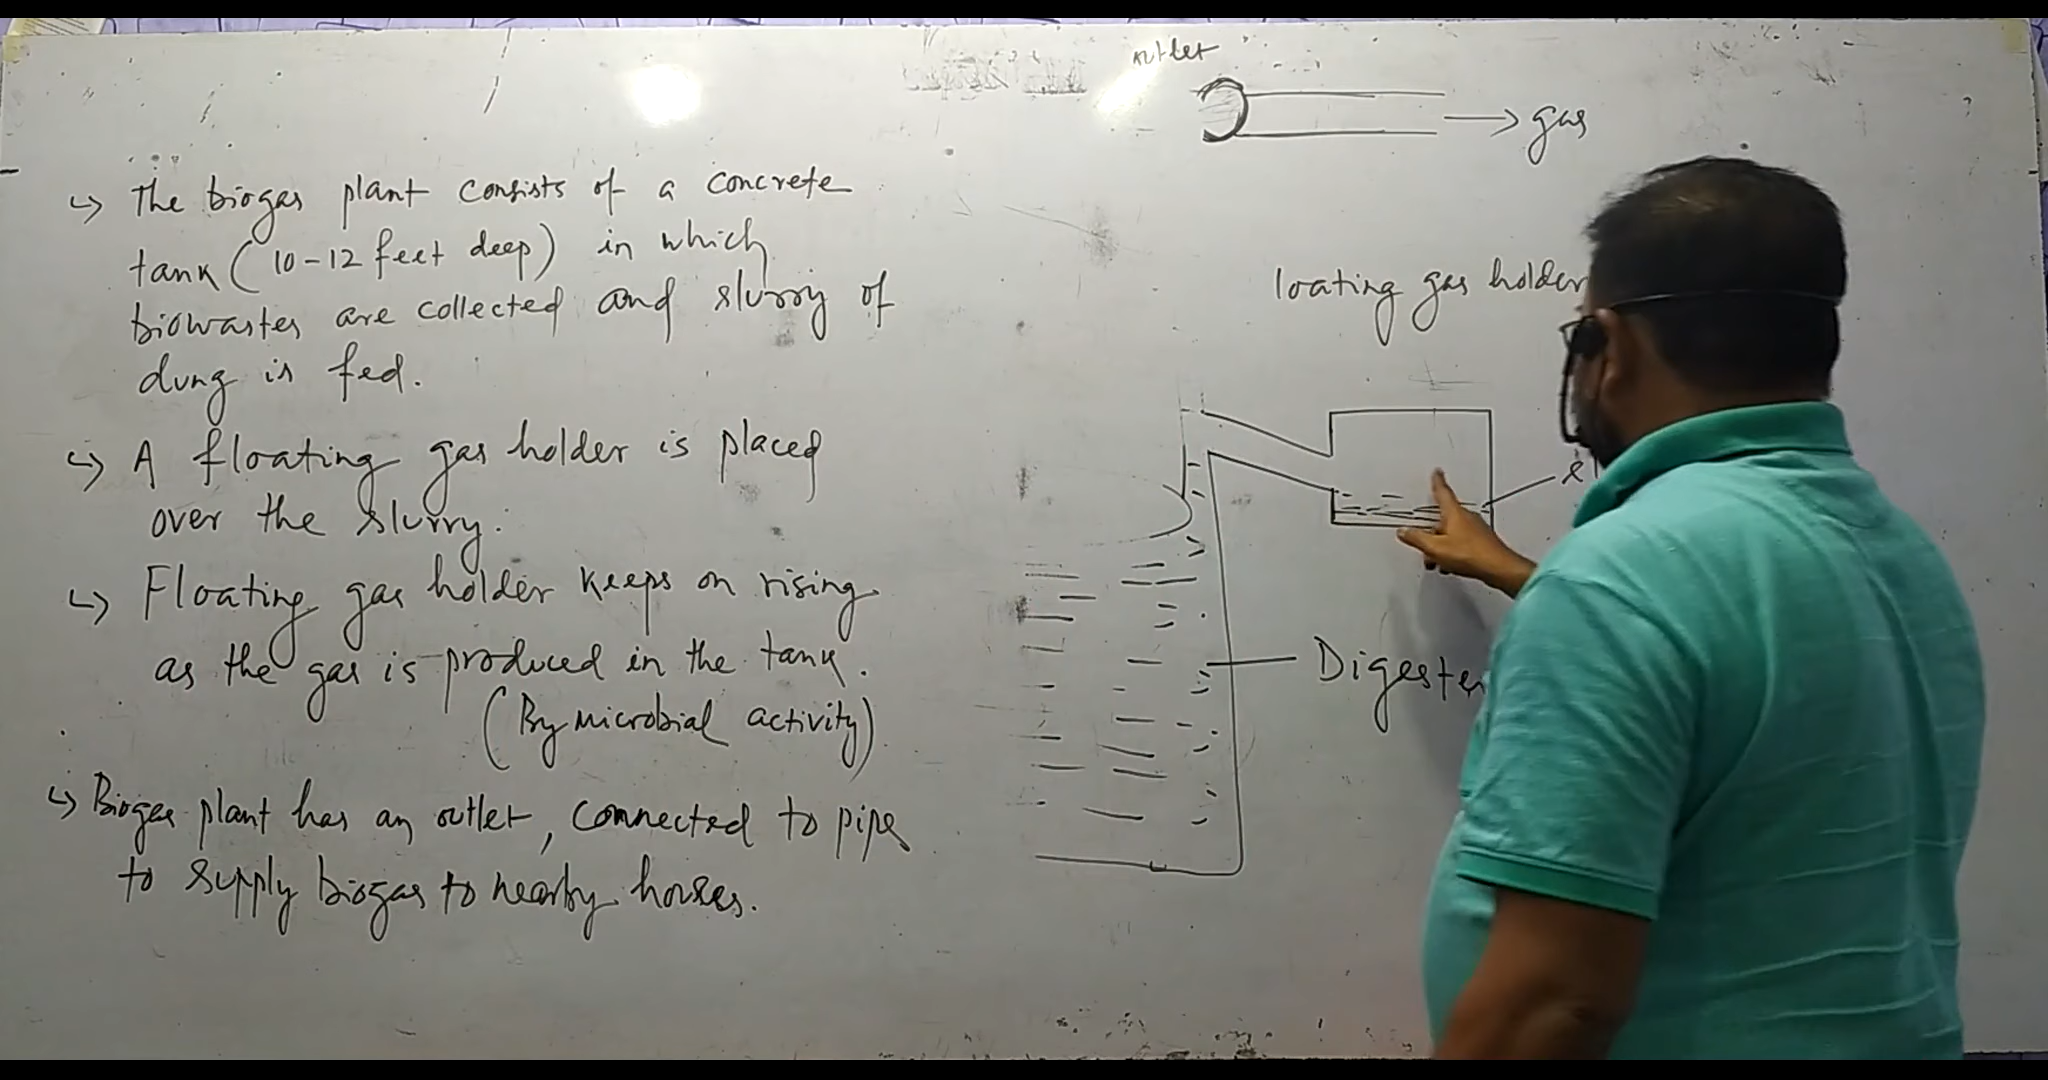 ↳ The biogas plant consists of a concrete
tank (10-12 feet deep) in which
biowastes are collected and slurry of
dung is fed.
↳ A floating gas holder is placed
over the slurry.
↳ Floating gas holder keeps on rising
as the gas is produced in the tank.
(By microbial activity)
↳ Biogas plant has an outlet, connected to pipe
to supply biogas to nearby houses.
outlet
→ gas
loating gas holder
Digester